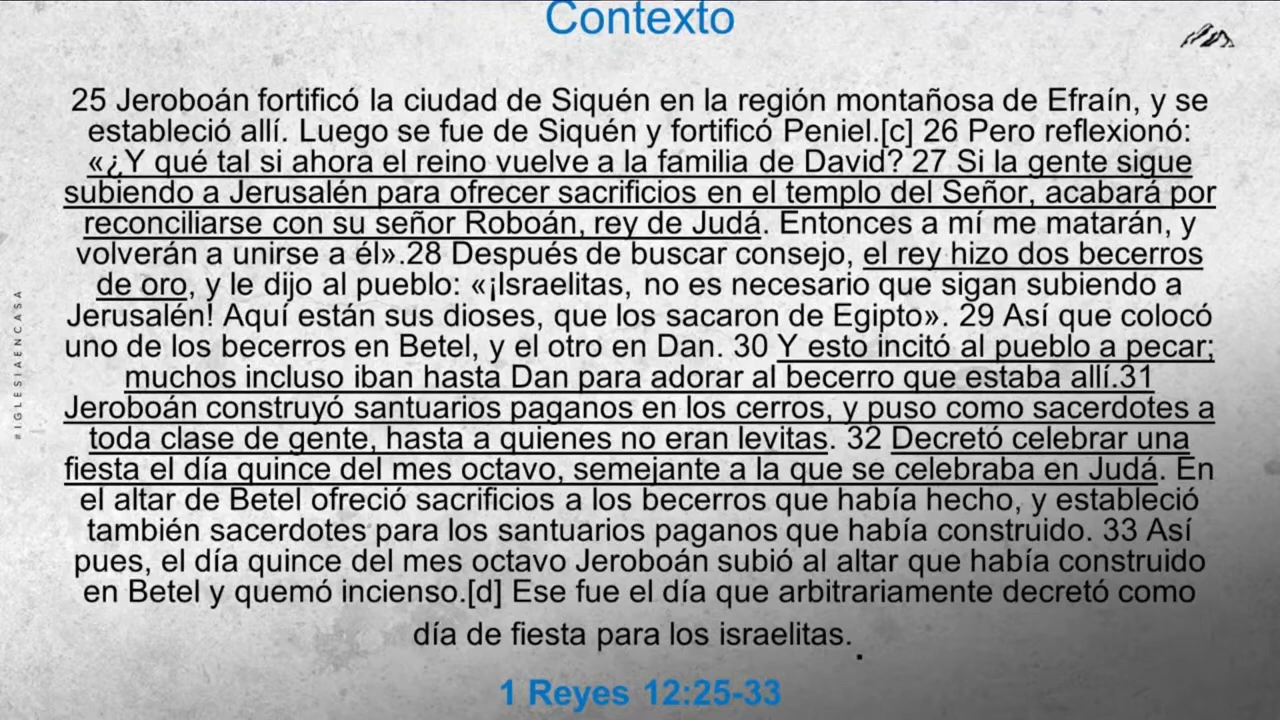 Contexto
25 Jeroboán fortificó la ciudad de Siquén en la región montañosa de Efraín, y se
estableció allí. Luego se fue de Siquén y fortificó Peniel.[c] 26 Pero reflexionó:
«¿Y qué tal si ahora el reino vuelve a la familia de David? 27 Si la gente sigue
subiendo a Jerusalén para ofrecer sacrificios en el templo del Señor, acabará por
reconciliarse con su señor Roboán, rey de Judá. Entonces a mí me matarán, y
volverán a unirse a él».28 Después de buscar consejo, el rey hizo dos becerros
de oro, y le dijo al pueblo: «¡Israelitas, no es necesario que sigan subiendo a
Jerusalén! Aquí están sus dioses, que los sacaron de Egipto». 29 Así que colocó
uno de los becerros en Betel, y el otro en Dan. 30 Y esto incitó al pueblo a pecar;
muchos incluso iban hasta Dan para adorar al becerro que estaba allí.31
Jeroboán construyó santuarios paganos en los cerros, y puso como sacerdotes a
toda clase de gente, hasta a quienes no eran levitas. 32 Decretó celebrar una
fiesta el día quince del mes octavo, semejante a la que se celebraba en Judá. En
el altar de Betel ofreció sacrificios a los becerros que había hecho, y estableció
también sacerdotes para los santuarios paganos que había construido. 33 Así
pues, el día quince del mes octavo Jeroboán subió al altar que había construido
en Betel y quemó incienso.[d] Ese fue el día que arbitrariamente decretó como
día de fiesta para los israelitas.
.
1 Reyes 12:25-33
#IGLESIAENCASA